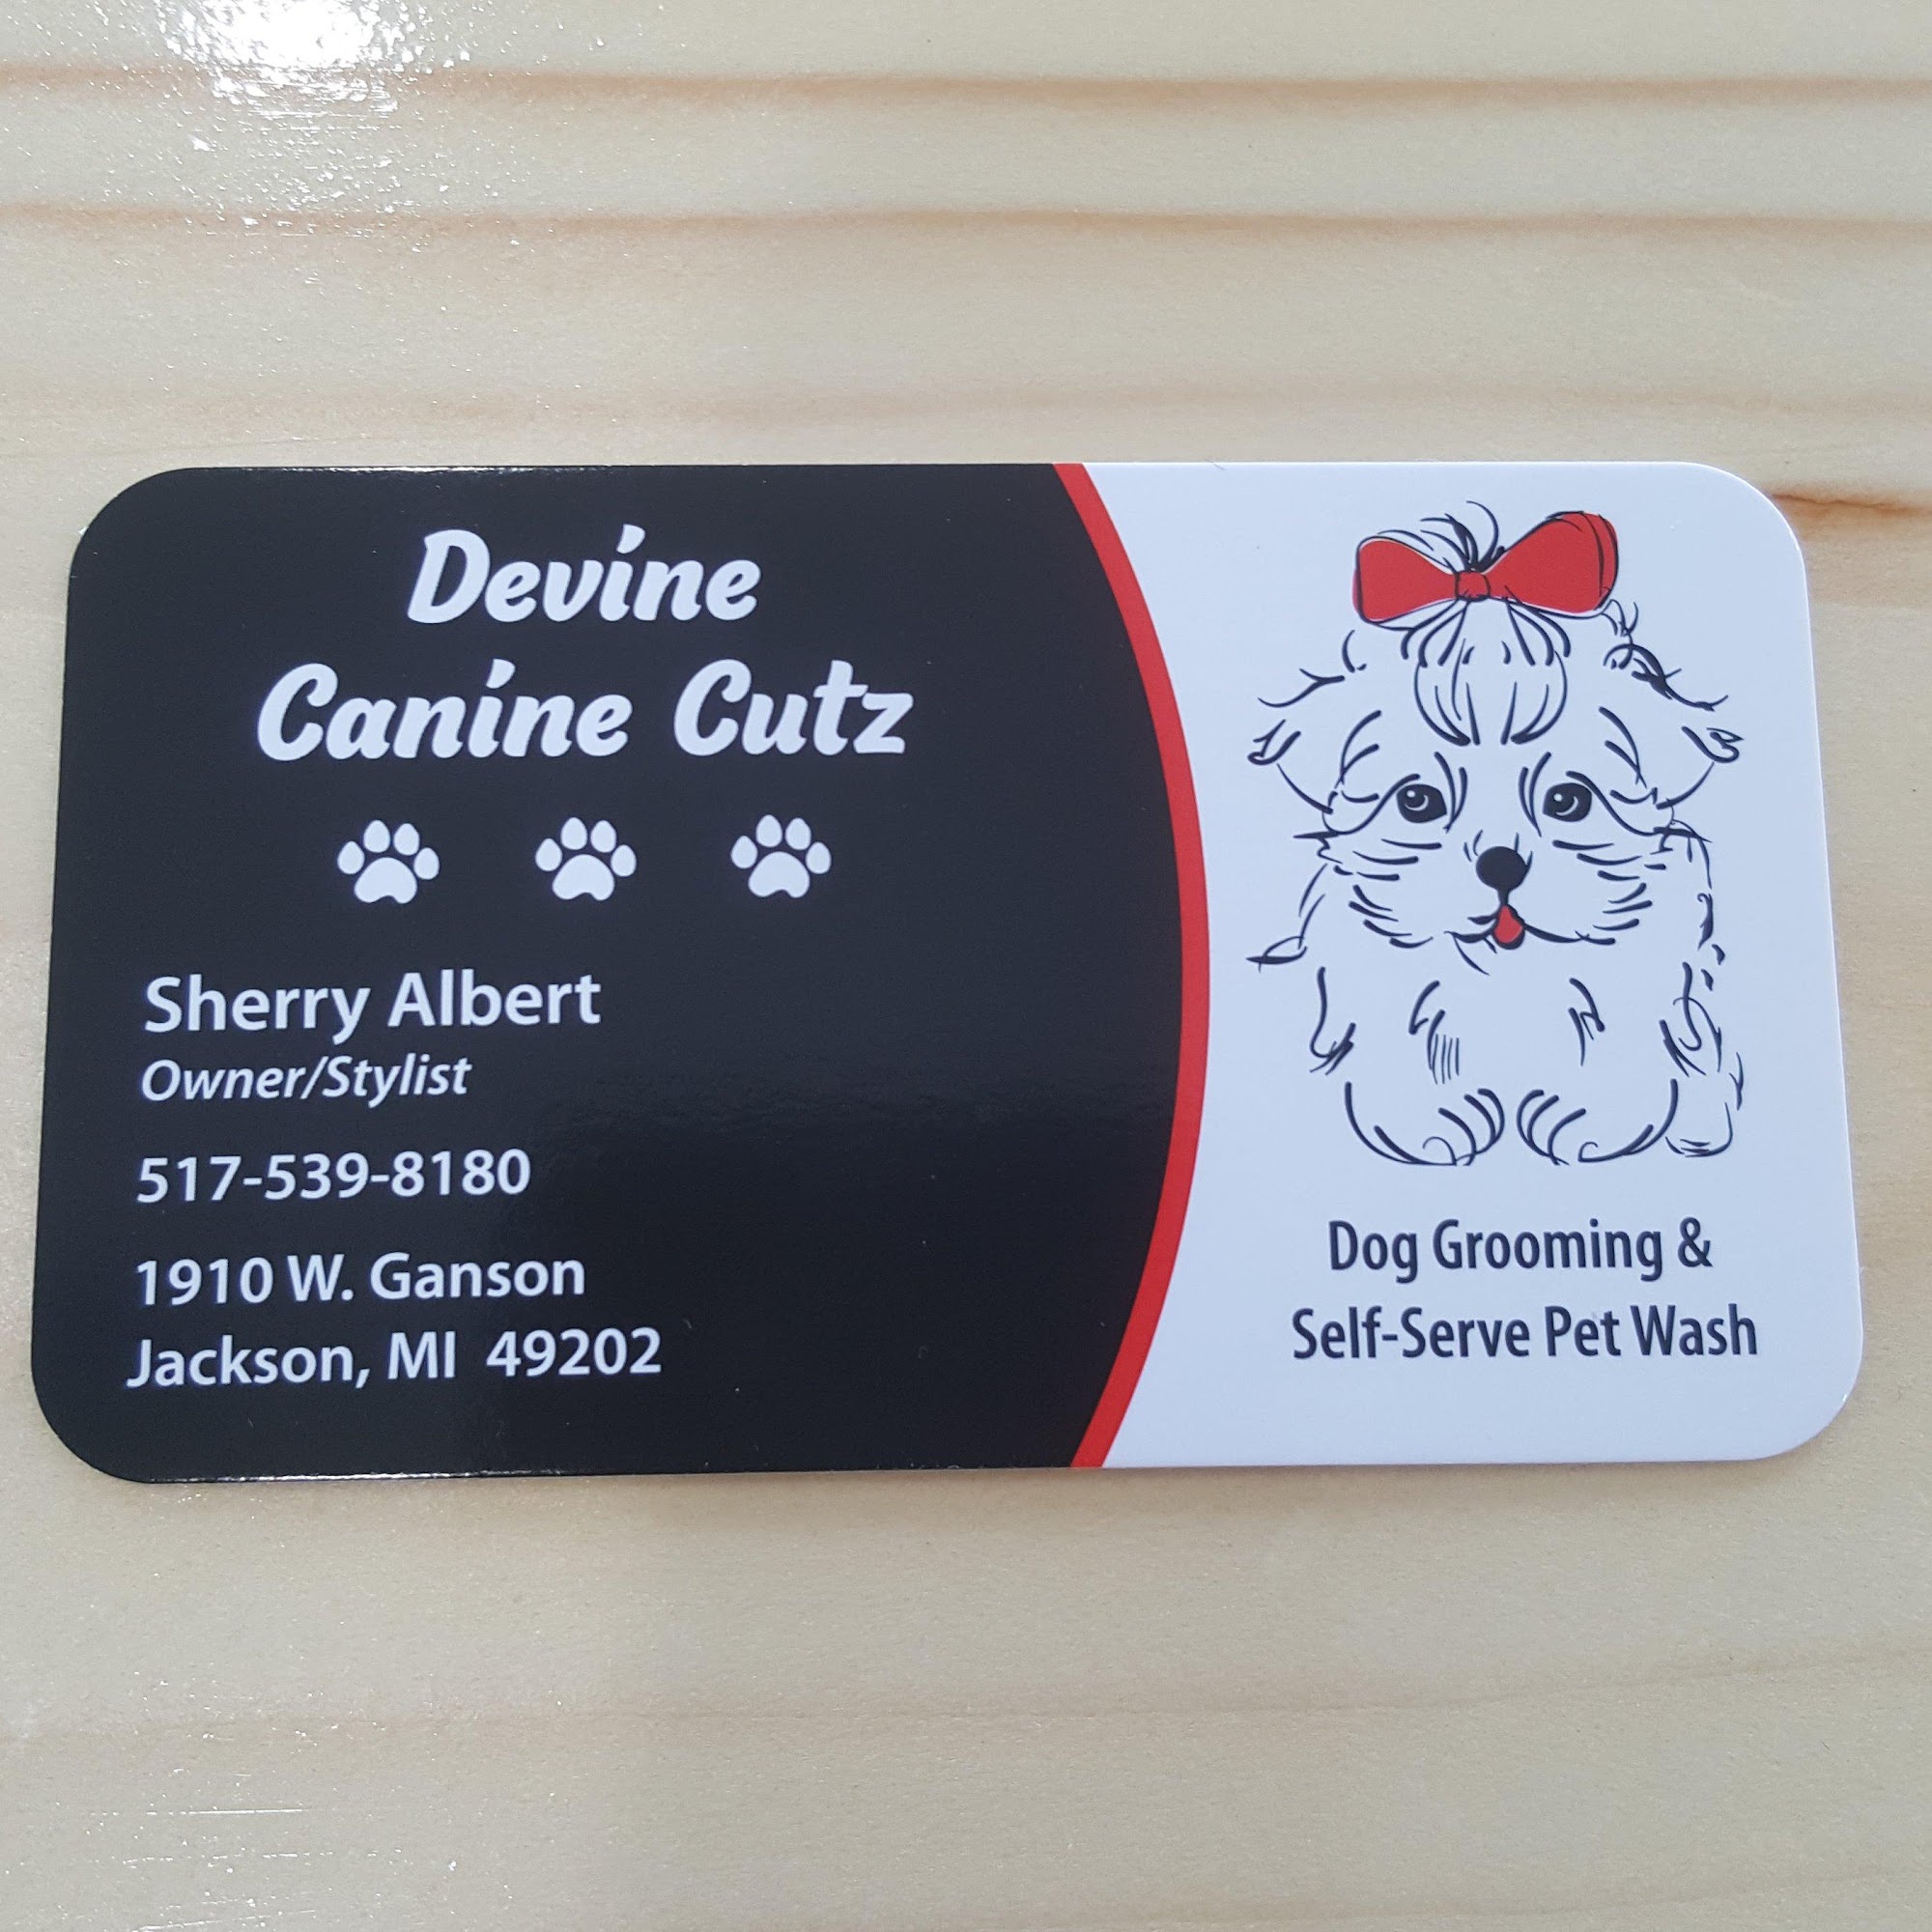 Devine
Canine Cutz
Sherry Albert
Owner/Stylist
517-539-8180
1910 W. Ganson
Jackson, MI 49202
Dog Grooming &
Self-Serve Pet Wash